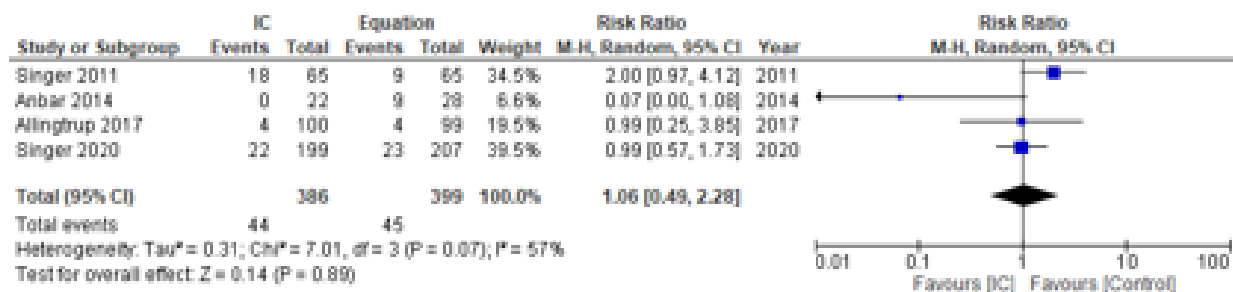 IC Equation Risk Ratio Risk Ratio
Study or Subgroup Events Total Events Total Weight M-H, Random, 95% CI Year M-H, Random, 95% CI
Singer 2011 18 65 9 65 34.5% 2.00 [0.97, 4.12] 2011
Anbar 2014 0 22 9 28 6.6% 0.07 [0.00, 1.08] 2014
Allingtrup 2017 4 100 4 99 19.5% 0.99 [0.25, 3.85] 2017
Singer 2020 22 199 23 207 39.5% 0.99 [0.57, 1.73] 2020
Total (95% CI) 386 399 100.0% 1.06 [0.49, 2.28]
Total events 44 45
Heterogeneity: Tau² = 0.31; Chi² = 7.01, df = 3 (P = 0.07); I² = 57%
Test for overall effect: Z = 0.14 (P = 0.89)
0.01 0.1 1 10 100
Favours [IC] Favours [Control]